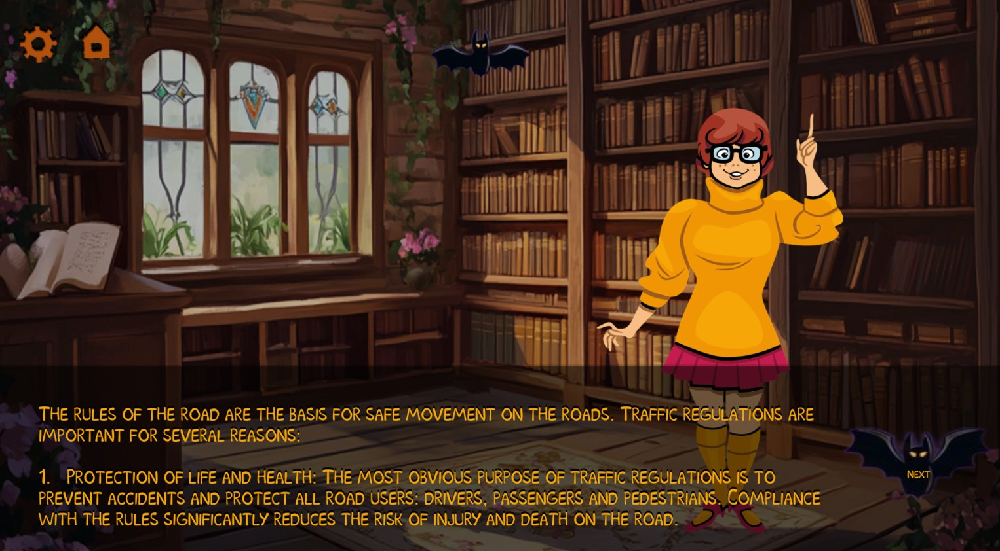 THE RULES OF THE ROAD ARE THE BASIS FOR SAFE MOVEMENT ON THE ROADS. TRAFFIC REGULATIONS ARE
IMPORTANT FOR SEVERAL REASONS:
1. PROTECTION OF LIFE AND HEALTH: THE MOST OBVIOUS PURPOSE OF TRAFFIC REGULATIONS IS TO
PREVENT ACCIDENTS AND PROTECT ALL ROAD USERS: DRIVERS, PASSENGERS AND PEDESTRIANS. COMPLIANCE
WITH THE RULES SIGNIFICANTLY REDUCES THE RISK OF INJURY AND DEATH ON THE ROAD.
NEXT